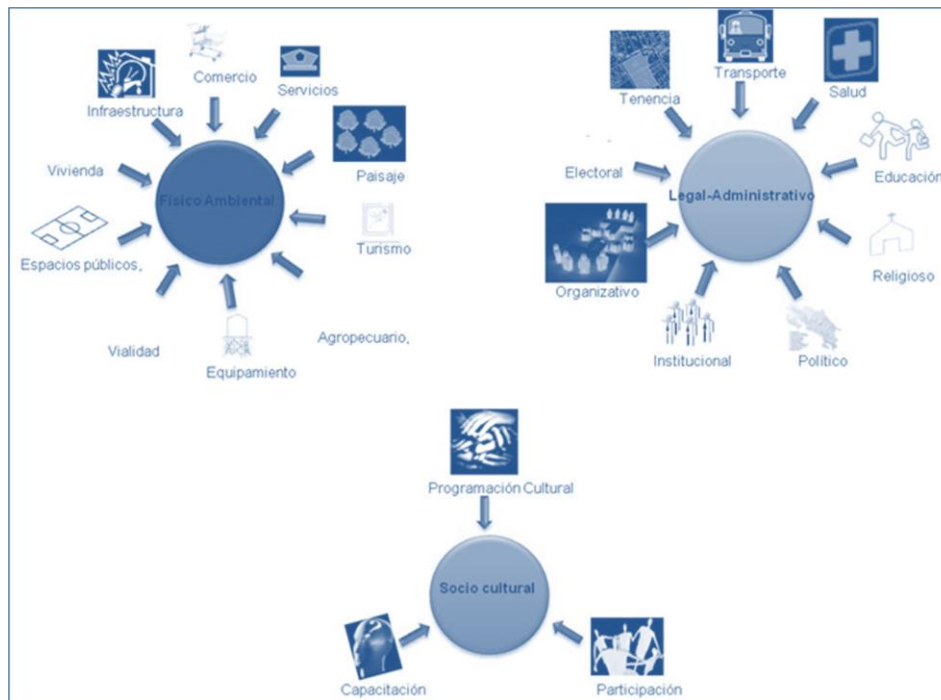 Comercio
Servicios
Infraestructura
Paisaje
Vivienda
Físico Ambiental
Turismo
Espacios públicos,
Agropecuario,
Vialidad
Equipamiento
Transporte
Tenencia
Salud
Electoral
Educación
Legal-Administrativo
Religioso
Organizativo
Institucional
Político
Programación Cultural
Socio cultural
Capacitación
Participación